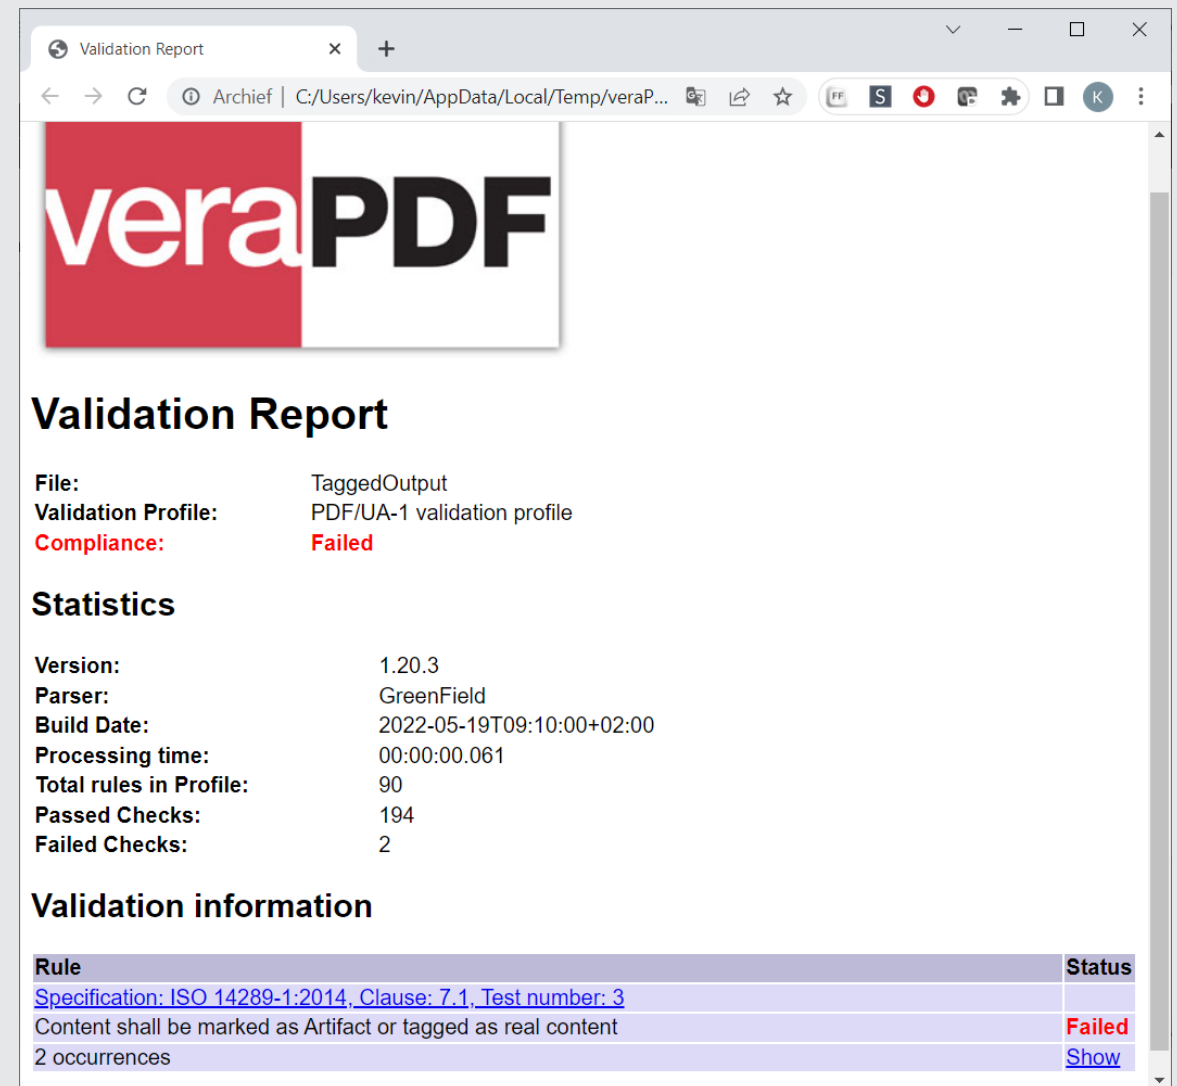 Validation Report
Archief | C:/Users/kevin/AppData/Local/Temp/veraP...
FF S K
veraPDF
Validation Report
File: TaggedOutput
Validation Profile: PDF/UA-1 validation profile
Compliance: Failed
Statistics
Version: 1.20.3
Parser: GreenField
Build Date: 2022-05-19T09:10:00+02:00
Processing time: 00:00:00.061
Total rules in Profile: 90
Passed Checks: 194
Failed Checks: 2
Validation information
Rule Status
Specification: ISO 14289-1:2014, Clause: 7.1, Test number: 3
Content shall be marked as Artifact or tagged as real content Failed
2 occurrences Show